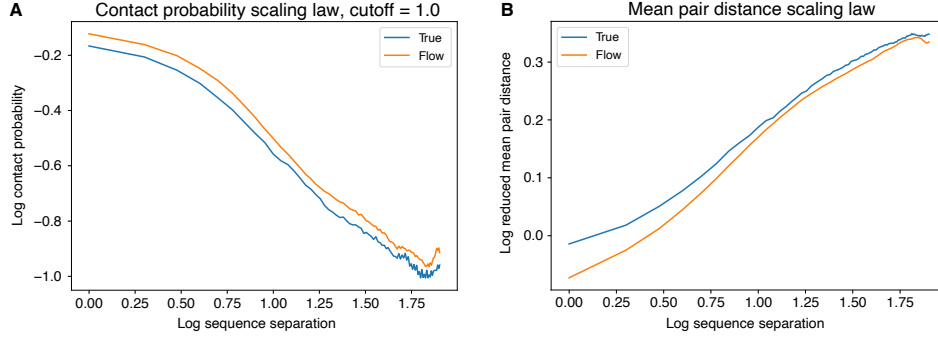 A
Contact probability scaling law, cutoff = 1.0
True
Flow
Log contact probability
−0.2
−0.4
−0.6
−0.8
−1.0
0.00 0.25 0.50 0.75 1.00 1.25 1.50 1.75
Log sequence separation
B
Mean pair distance scaling law
True
Flow
Log reduced mean pair distance
0.3
0.2
0.1
0.0
0.00 0.25 0.50 0.75 1.00 1.25 1.50 1.75
Log sequence separation